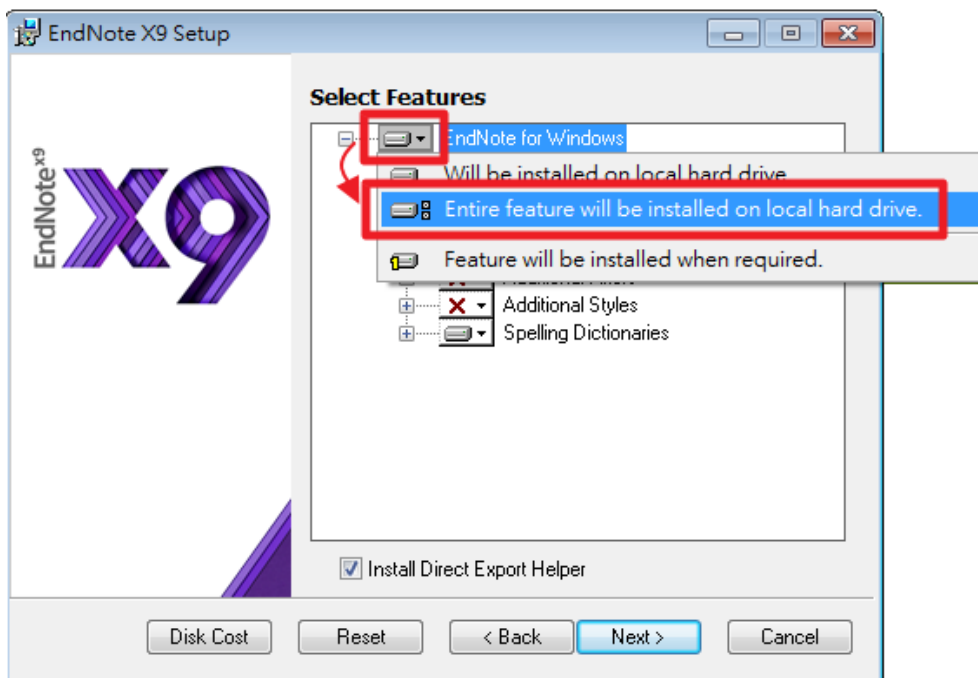 EndNote X9 Setup
EndNote x9
X9
Select Features
EndNote for Windows
Will be installed on local hard drive
Entire feature will be installed on local hard drive.
Feature will be installed when required.
Additional Styles
Spelling Dictionaries
Install Direct Export Helper
Disk Cost
Reset
< Back
Next >
Cancel